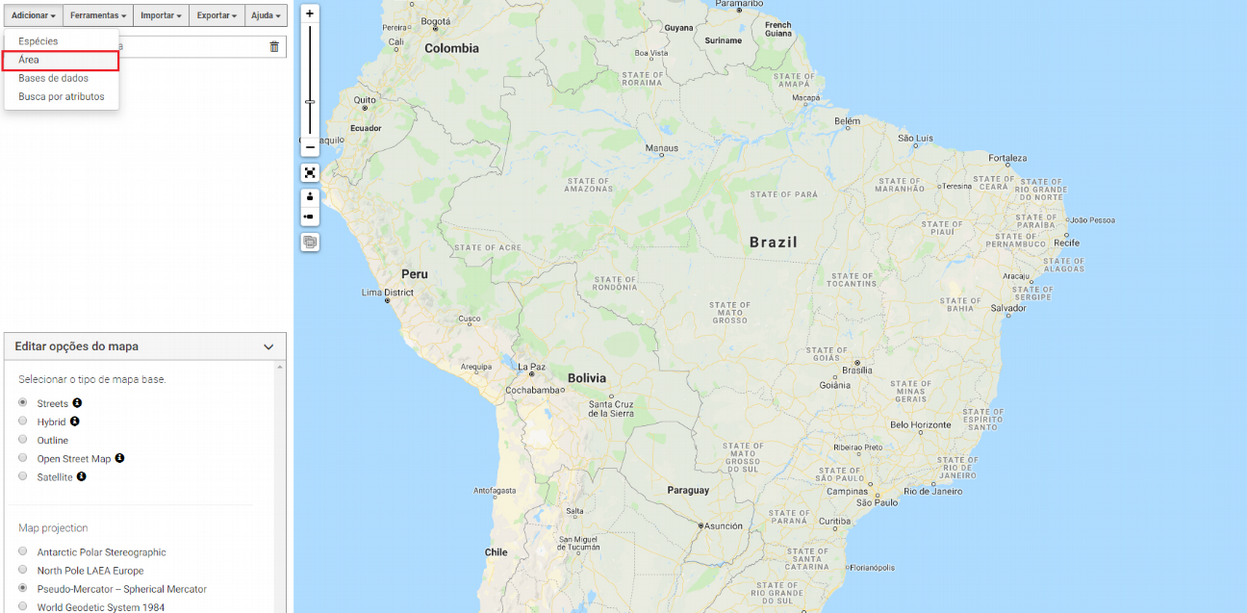 Adicionar Ferramentas Importar Exportar Ajuda
Espécies
Área
Bases de dados
Busca por atributos
Editar opções do mapa
Selecionar o tipo de mapa base.
Streets
Hybrid
Outline
Open Street Map
Satellite
Map projection
Antarctic Polar Stereographic
North Pole LAEA Europe
Pseudo-Mercator – Spherical Mercator
World Geodetic System 1984
+
−
Paramaribo
Bogotá
Pereira
Cali
Colombia
Guyana
Suriname
French
Guiana
Boa Vista
STATE OF
RORAIMA
STATE OF
AMAPÁ
Macapá
Quito
Ecuador
Belém
São Luís
Manaus
Fortaleza
STATE OF
AMAZONAS
STATE OF PARÁ
STATE OF
MARANHÃO
Teresina
STATE OF
CEARÁ
STATE OF
RIO GRANDE
DO NORTE
STATE OF
PARAÍBA
João Pessoa
STATE OF
PIAUÍ
STATE OF
PERNAMBUCO
Recife
Brazil
STATE OF ACRE
STATE OF
ALAGOAS
Peru
STATE OF
RONDÔNIA
STATE OF
TOCANTINS
Aracaju
STATE OF
SERGIPE
Lima District
STATE OF
MATO
GROSSO
STATE OF
BAHIA
Salvador
Cusco
STATE OF
GOIÁS
Brasília
Arequipa
La Paz
Bolivia
Goiânia
Cochabamba
STATE OF
MINAS
GERAIS
Santa Cruz
de la Sierra
STATE OF
ESPÍRITO
SANTO
Belo Horizonte
STATE OF
MATO
GROSSO
DO SUL
Ribeirao Preto
STATE OF
RIO DE
JANEIRO
STATE OF
SÃO PAULO
Antofagasta
Paraguay
Campinas
Rio de Janeiro
São Paulo
Salta
Asunción
STATE OF
PARANÁ
Curitiba
San Miguel
de Tucumán
Chile
STATE OF
SANTA
CATARINA
Florianópolis
STATE OF
RIO GRANDE
DO SUL